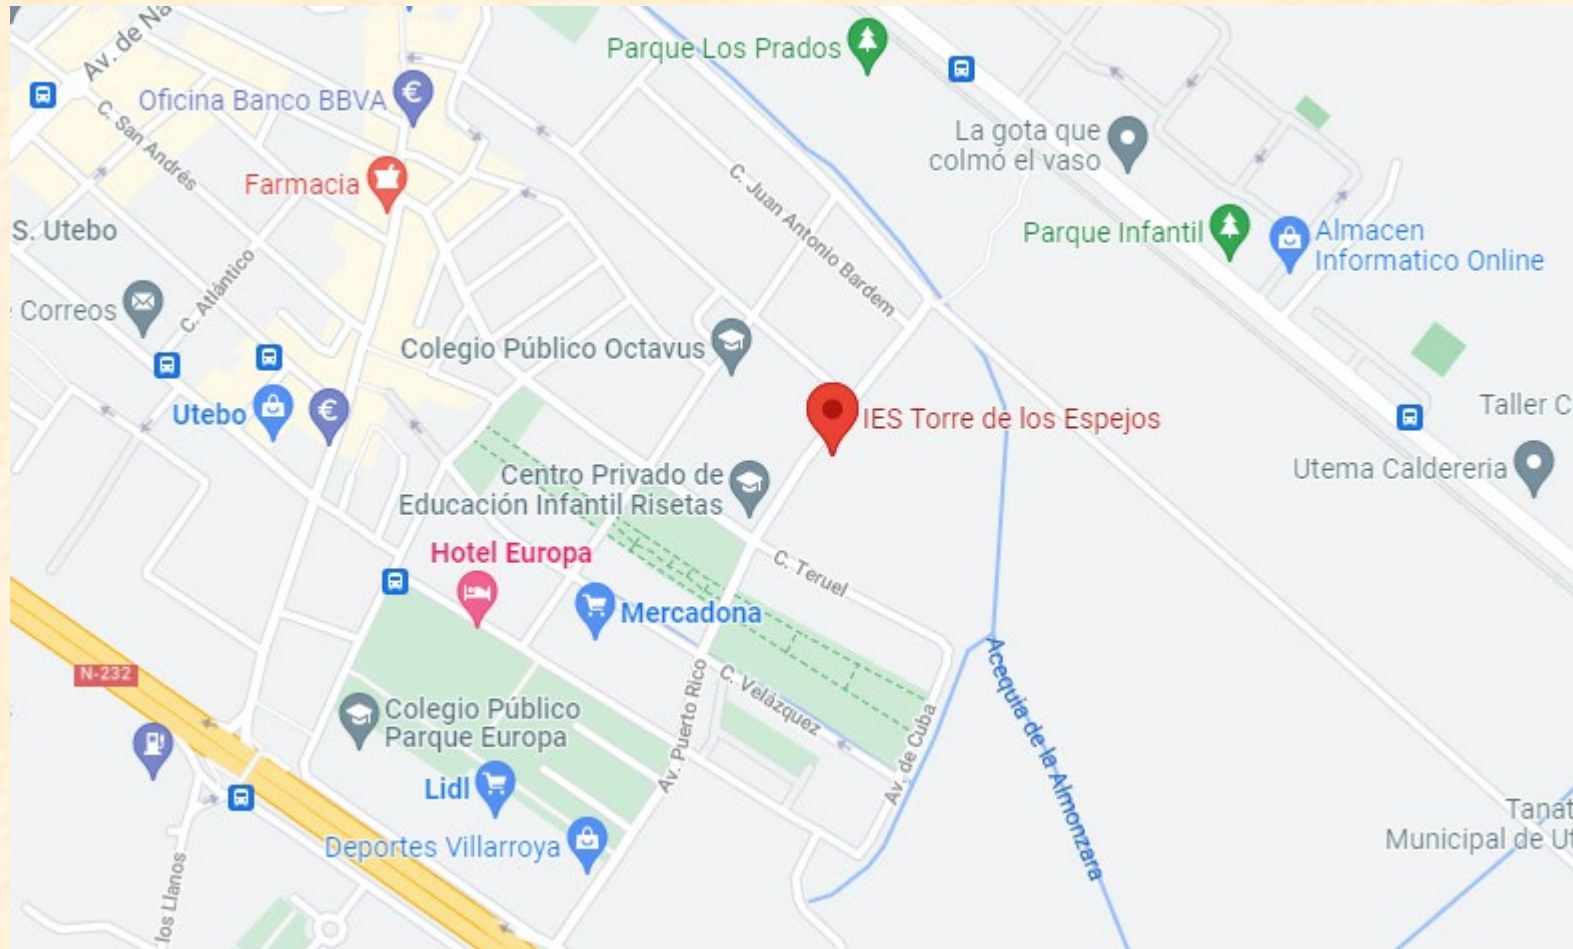 Av. de Na
Parque Los Prados
Oficina Banco BBVA
C. San Andrés
La gota que
colmó el vaso
Farmacia
C. Juan Antonio Bardem
S. Utebo
Parque Infantil
Almacen
Informatico Online
C. Atlántico
Correos
Colegio Público Octavus
Utebo
IES Torre de los Espejos
Taller C
Centro Privado de
Educación Infantil Risetas
Utema Caldereria
Hotel Europa
C. Teruel
Mercadona
N-232
Acequia de la Almonzara
C. Velázquez
Colegio Público
Parque Europa
Av. Puerto Rico
Av. de Cuba
Lidl
Deportes Villarroya
Tanat
Municipal de Ut
los Llanos